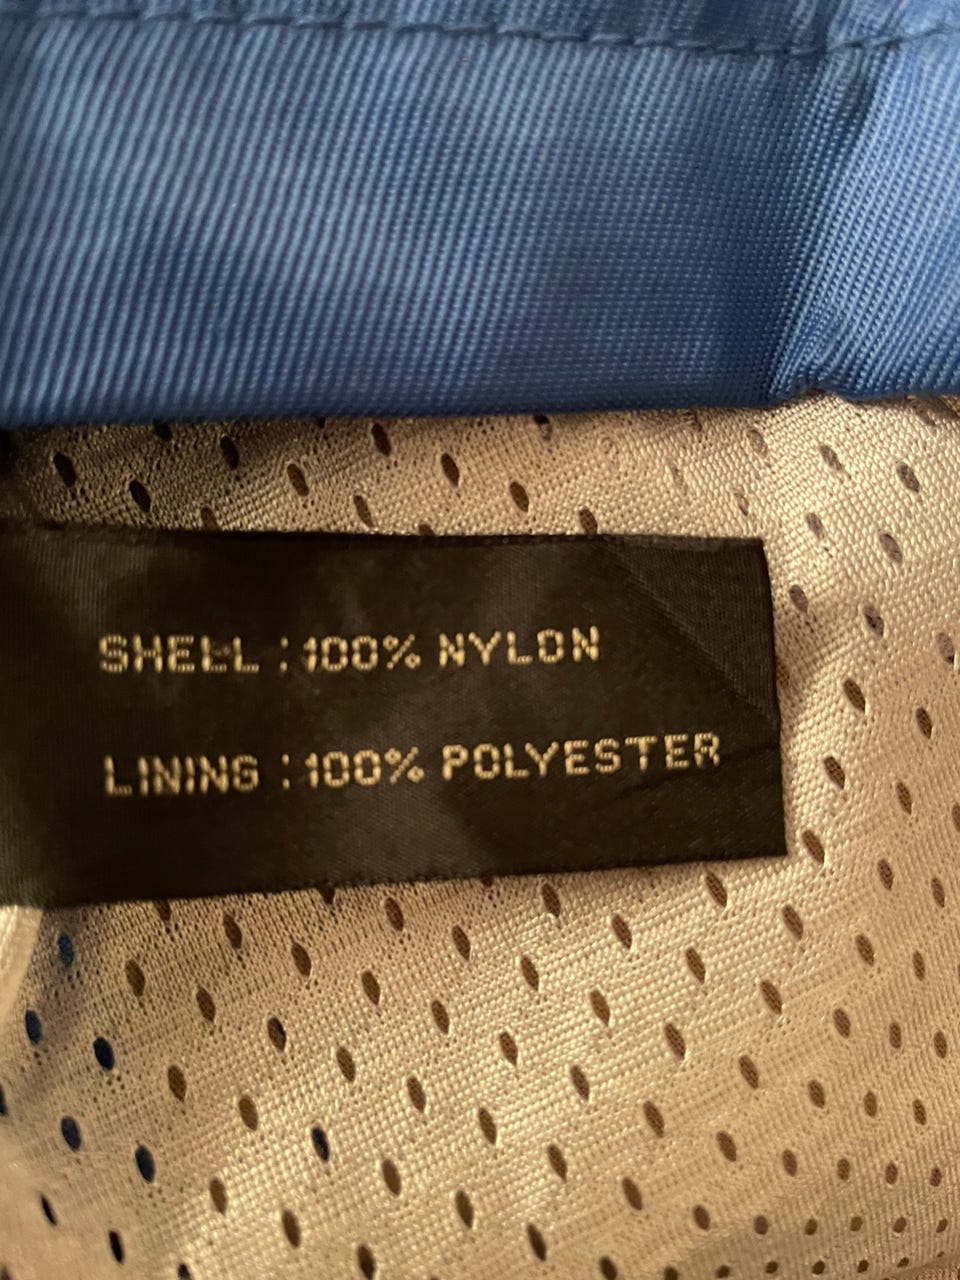 SHELL :100% NYLON
LINING :100% POLYESTER